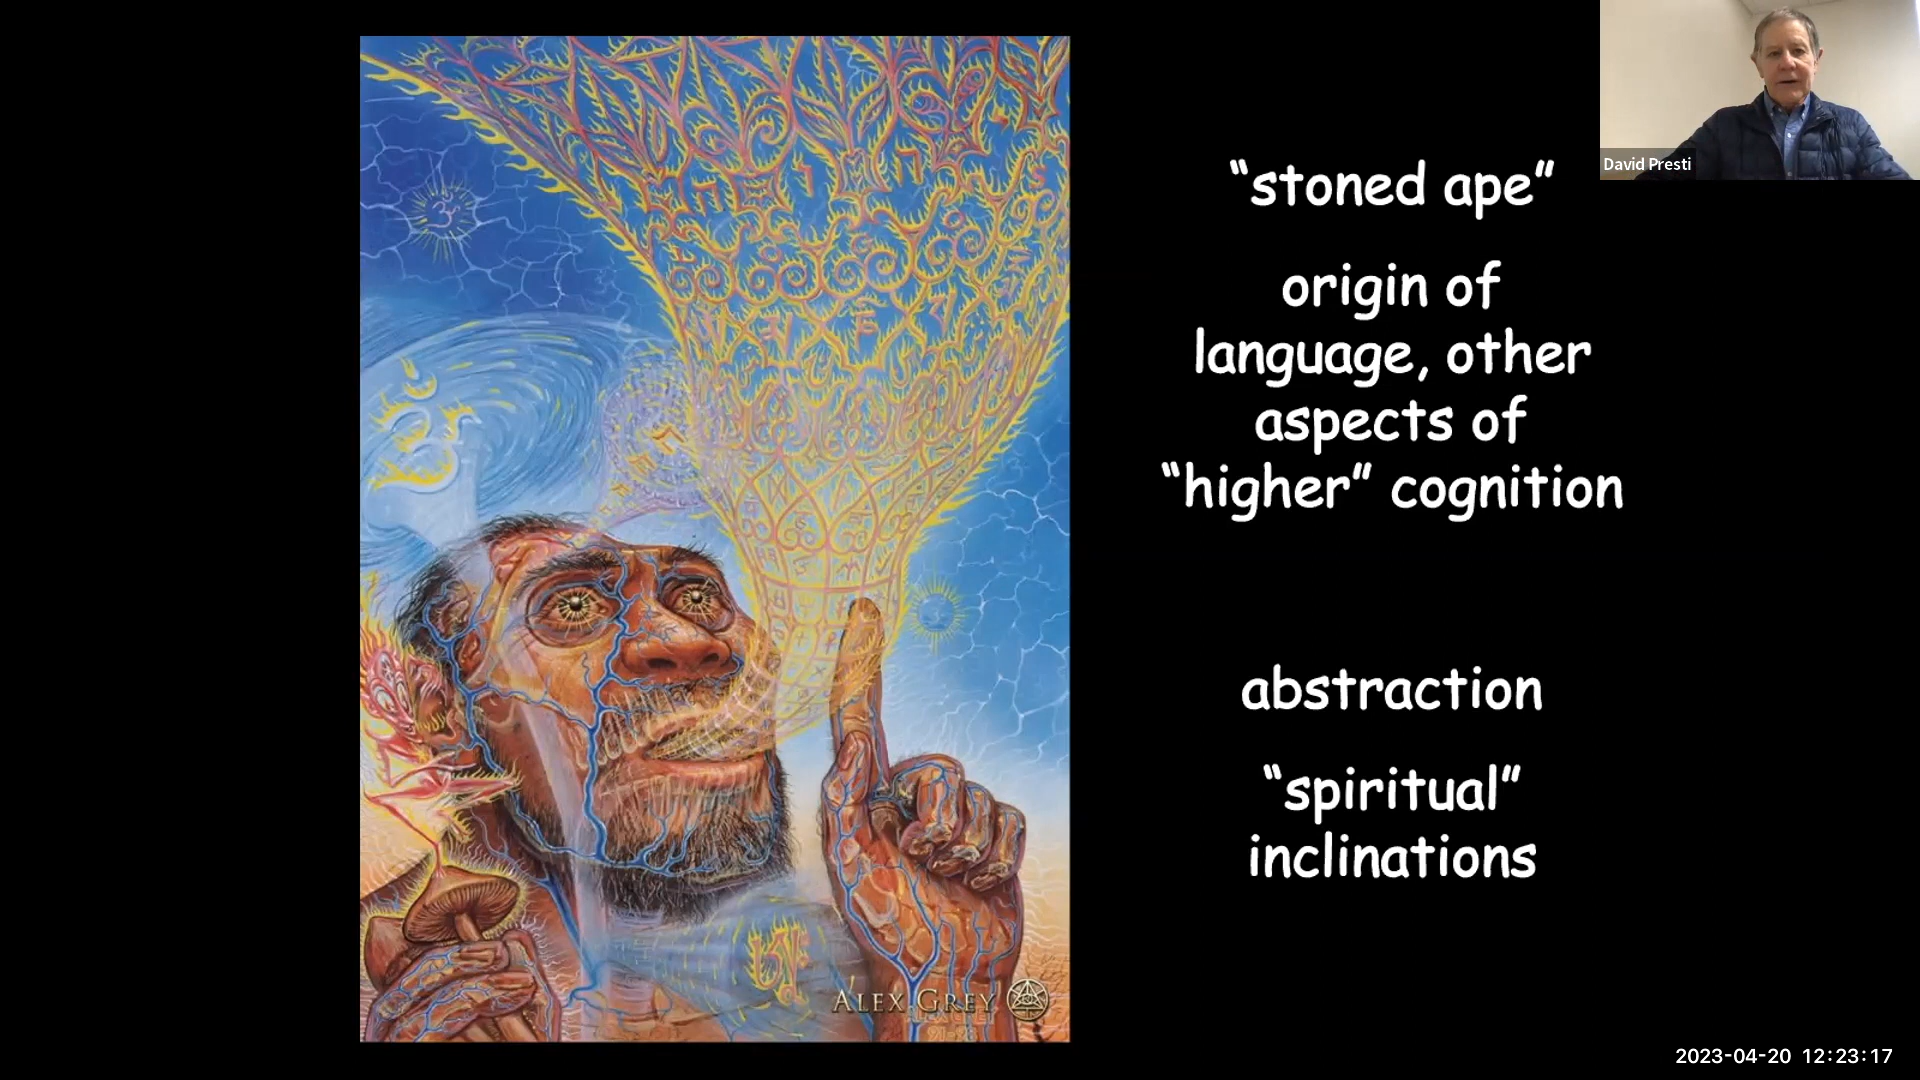 “stoned ape”
origin of
language, other
aspects of
“higher” cognition
abstraction
“spiritual”
inclinations
David Presti
ALEX GREY
2023-04-20 12:23:17